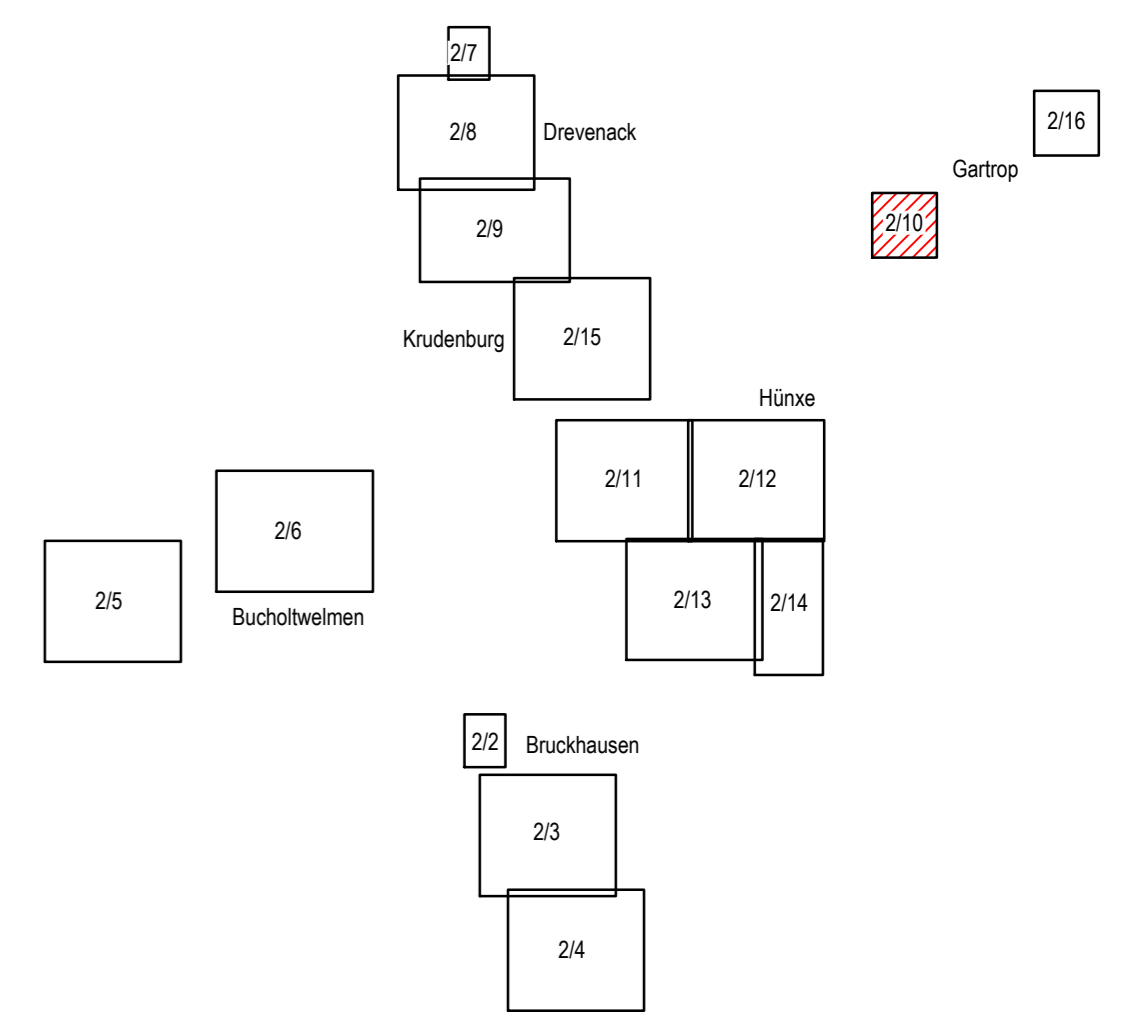 2/7
2/8
Drevenack
2/16
Gartrop
2/9
2/10
Krudenburg
2/15
Hünxe
2/11
2/12
2/6
2/5
Bucholtwelmen
2/13
2/14
2/2
Bruckhausen
2/3
2/4